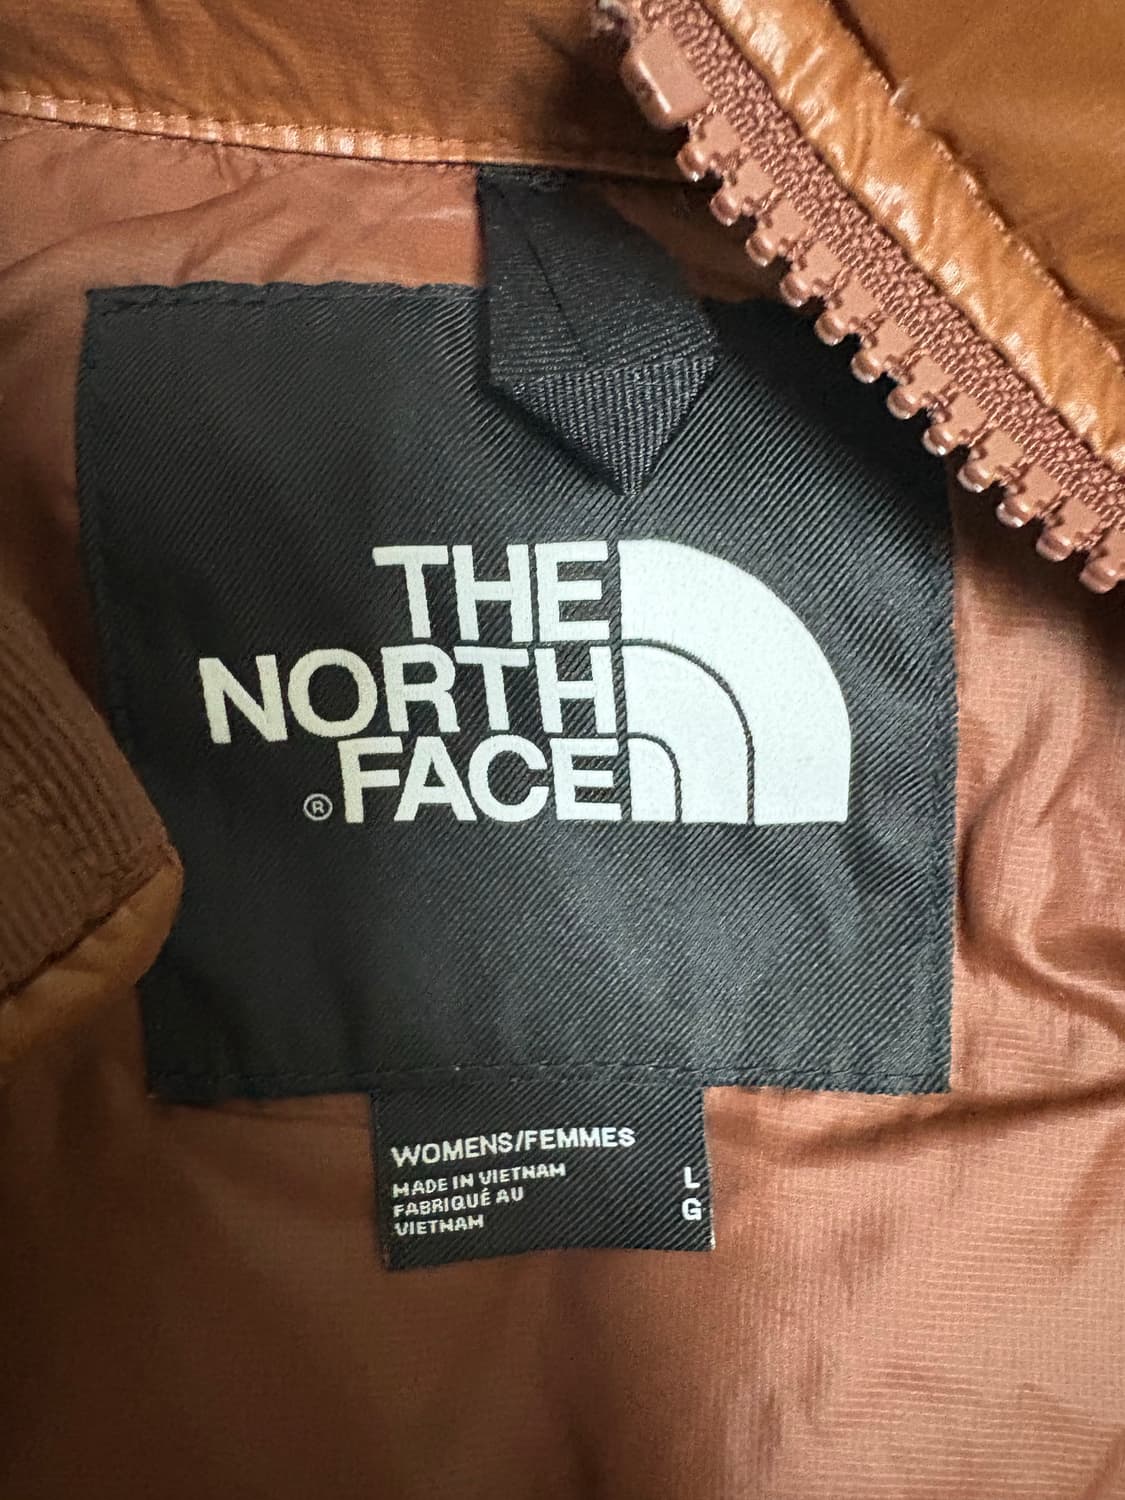 THE
NORTH
® FACE
WOMENS/FEMMES
MADE IN VIETNAM
FABRIQUÉ AU
VIETNAM
L
G